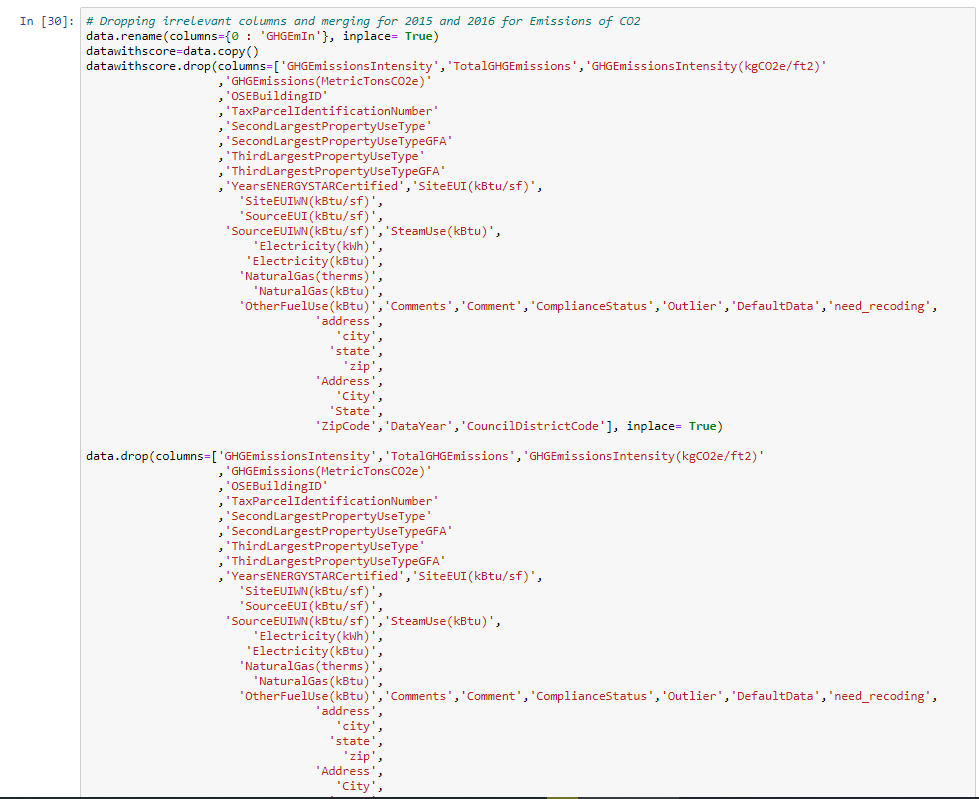 In [30]: # Dropping irrelevant columns and merging for 2015 and 2016 for Emissions of CO2
data.rename(columns={0 : 'GHGEmIn'}, inplace= True)
datawithscore=data.copy()
datawithscore.drop(columns=['GHGEmissionsIntensity','TotalGHGEmissions','GHGEmissionsIntensity(kgCO2e/ft2)'
,'GHGEmissions(MetricTonsCO2e)'
,'OSEBuildingID'
,'TaxParcelIdentificationNumber'
,'SecondLargestPropertyUseType'
,'SecondLargestPropertyUseTypeGFA'
,'ThirdLargestPropertyUseType'
,'ThirdLargestPropertyUseTypeGFA'
,'YearsENERGYSTARCertified','SiteEUI(kBtu/sf)',
'SiteEUIWN(kBtu/sf)',
'SourceEUI(kBtu/sf)',
'SourceEUIWN(kBtu/sf)','SteamUse(kBtu)',
'Electricity(kWh)',
'Electricity(kBtu)',
'NaturalGas(therms)',
'NaturalGas(kBtu)',
'OtherFuelUse(kBtu)','Comments','Comment','ComplianceStatus','Outlier','DefaultData','need_recoding',
'address',
'city',
'state',
'zip',
'Address',
'City',
'State',
'ZipCode','DataYear','CouncilDistrictCode'], inplace= True)
data.drop(columns=['GHGEmissionsIntensity','TotalGHGEmissions','GHGEmissionsIntensity(kgCO2e/ft2)'
,'GHGEmissions(MetricTonsCO2e)'
,'OSEBuildingID'
,'TaxParcelIdentificationNumber'
,'SecondLargestPropertyUseType'
,'SecondLargestPropertyUseTypeGFA'
,'ThirdLargestPropertyUseType'
,'ThirdLargestPropertyUseTypeGFA'
,'YearsENERGYSTARCertified','SiteEUI(kBtu/sf)',
'SiteEUIWN(kBtu/sf)',
'SourceEUI(kBtu/sf)',
'SourceEUIWN(kBtu/sf)','SteamUse(kBtu)',
'Electricity(kWh)',
'Electricity(kBtu)',
'NaturalGas(therms)',
'NaturalGas(kBtu)',
'OtherFuelUse(kBtu)','Comments','Comment','ComplianceStatus','Outlier','DefaultData','need_recoding',
'address',
'city',
'state',
'zip',
'Address',
'City',